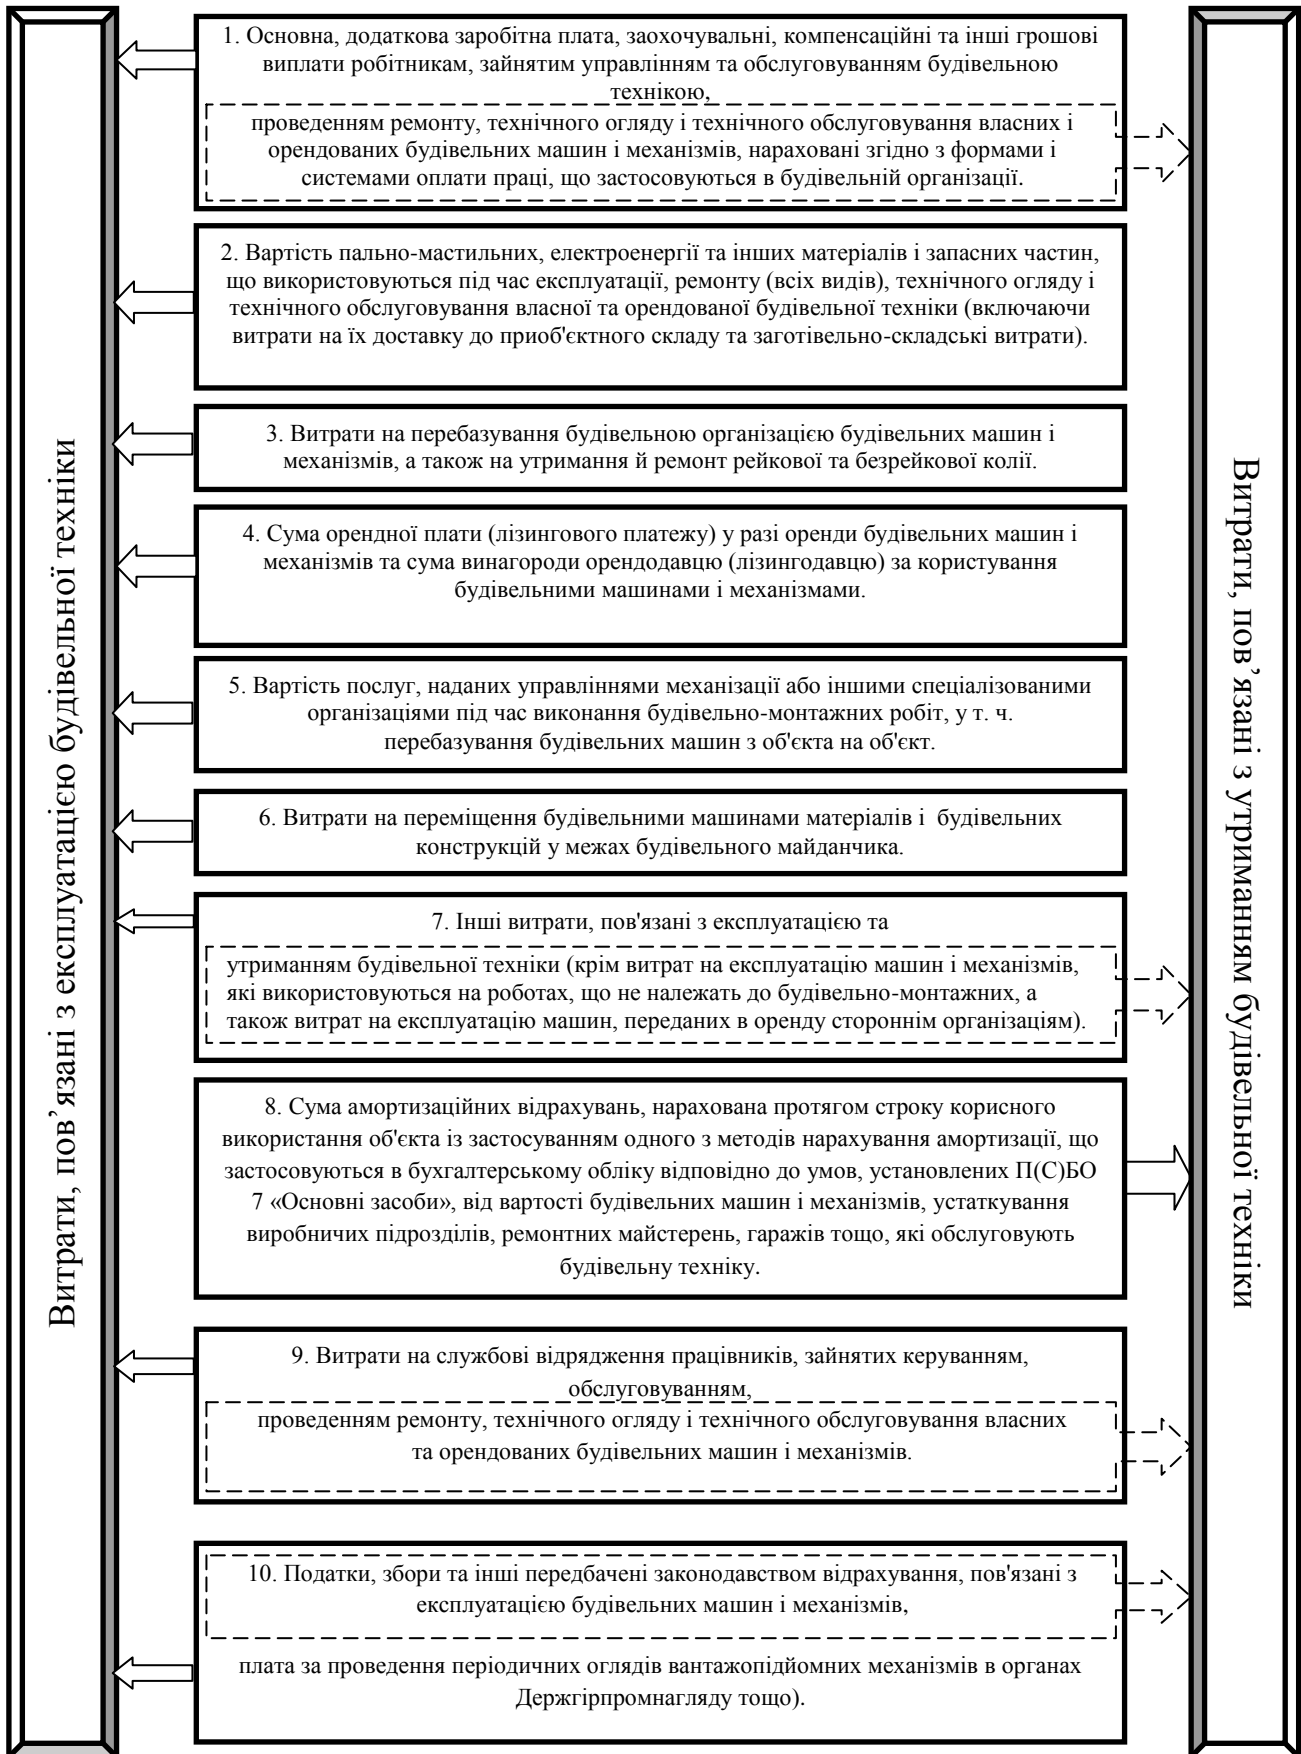 Витрати, пов’язані з експлуатацією будівельної техніки
1. Основна, додаткова заробітна плата, заохочувальні, компенсаційні та інші грошові
виплати робітникам, зайнятим управлінням та обслуговуванням будівельною
технікою,
проведенням ремонту, технічного огляду і технічного обслуговування власних і
орендованих будівельних машин і механізмів, нараховані згідно з формами і
системами оплати праці, що застосовуються в будівельній організації.
2. Вартість пально-мастильних, електроенергії та інших матеріалів і запасних частин,
що використовуються під час експлуатації, ремонту (всіх видів), технічного огляду і
технічного обслуговування власної та орендованої будівельної техніки (включаючи
витрати на їх доставку до приоб'єктного складу та заготівельно-складські витрати).
3. Витрати на перебазування будівельною організацією будівельних машин і
механізмів, а також на утримання й ремонт рейкової та безрейкової колії.
4. Сума орендної плати (лізингового платежу) у разі оренди будівельних машин і
механізмів та сума винагороди орендодавцю (лізингодавцю) за користування
будівельними машинами і механізмами.
5. Вартість послуг, наданих управліннями механізації або іншими спеціалізованими
організаціями під час виконання будівельно-монтажних робіт, у т. ч.
перебазування будівельних машин з об'єкта на об'єкт.
6. Витрати на переміщення будівельними машинами матеріалів і будівельних
конструкцій у межах будівельного майданчика.
7. Інші витрати, пов'язані з експлуатацією та
утриманням будівельної техніки (крім витрат на експлуатацію машин і механізмів,
які використовуються на роботах, що не належать до будівельно-монтажних, а
також витрат на експлуатацію машин, переданих в оренду стороннім організаціям).
8. Сума амортизаційних відрахувань, нарахована протягом строку корисного
використання об'єкта із застосуванням одного з методів нарахування амортизації, що
застосовуються в бухгалтерському обліку відповідно до умов, установлених П(С)БО
7 «Основні засоби», від вартості будівельних машин і механізмів, устаткування
виробничих підрозділів, ремонтних майстерень, гаражів тощо, які обслуговують
будівельну техніку.
9. Витрати на службові відрядження працівників, зайнятих керуванням,
обслуговуванням,
проведенням ремонту, технічного огляду і технічного обслуговування власних
та орендованих будівельних машин і механізмів.
10. Податки, збори та інші передбачені законодавством відрахування, пов'язані з
експлуатацією будівельних машин і механізмів,
плата за проведення періодичних оглядів вантажопідйомних механізмів в органах
Держгірпромнагляду тощо).
Витрати, пов’язані з утриманням будівельної техніки